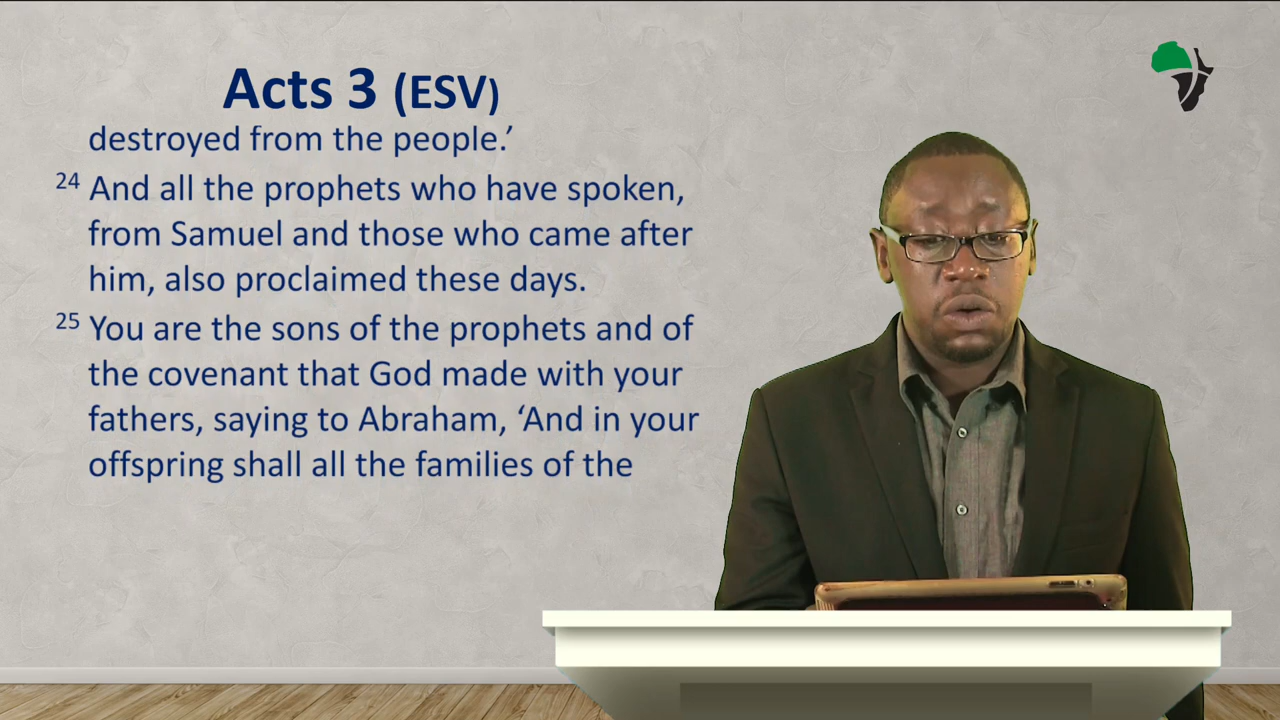 Acts 3 (ESV)
destroyed from the people.’
24 And all the prophets who have spoken,
from Samuel and those who came after
him, also proclaimed these days.
25 You are the sons of the prophets and of
the covenant that God made with your
fathers, saying to Abraham, ‘And in your
offspring shall all the families of the